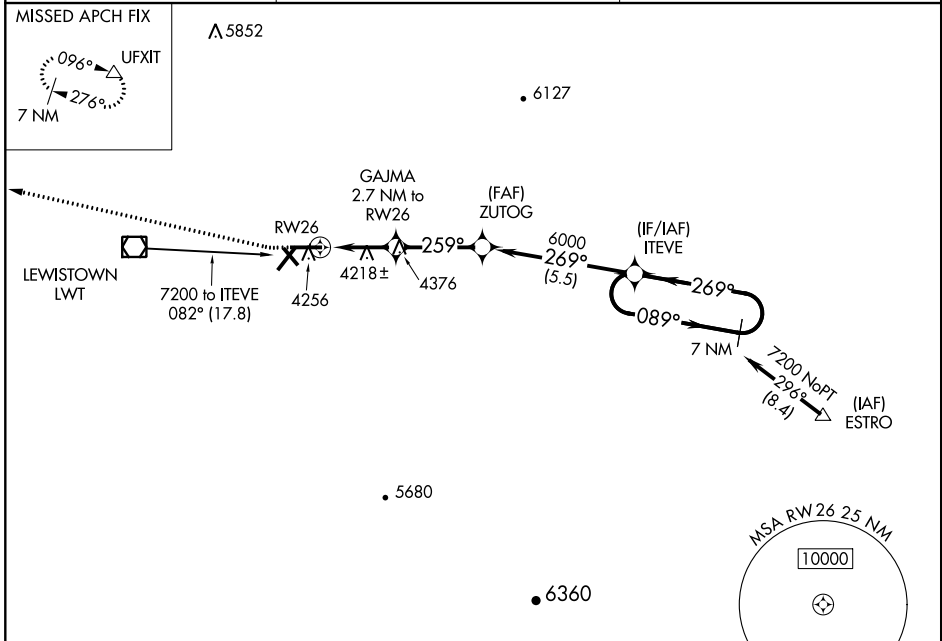 MISSED APCH FIX
096°
UFXIT
276°
7 NM
5852
6127
GAJMA
2.7 NM to
RW26
(FAF)
ZUTOG
RW26
259°
6000
269°
(5.5)
(IF/IAF)
ITEVE
LEWISTOWN
LWT
4256
4218±
4376
269°
089°
7 NM
7200 to ITEVE
082° (17.8)
7200 NoPT
296°
(8.4)
(IAF)
ESTRO
5680
6360
MSA RW26 25 NM
10000